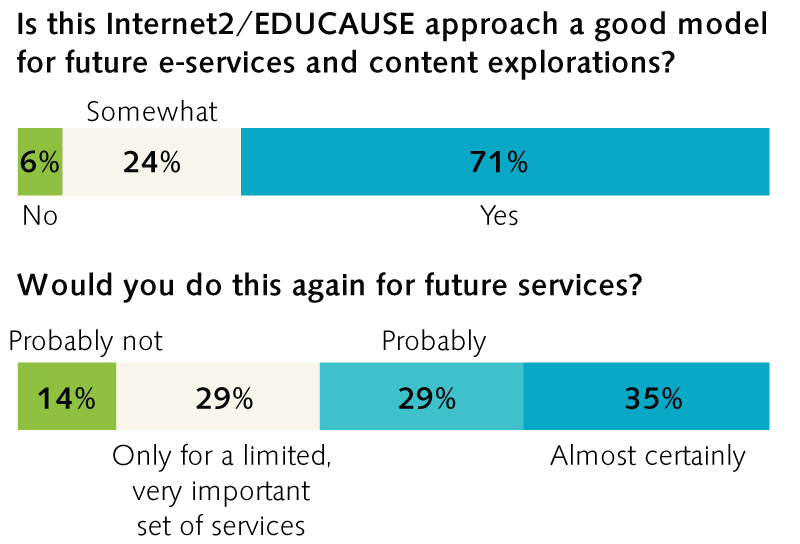 Is this Internet2/EDUCAUSE approach a good model
for future e-services and content explorations?
Somewhat
6% 24% 71%
No Yes
Would you do this again for future services?
Probably not Probably
14% 29% 29% 35%
Only for a limited, Almost certainly
very important
set of services